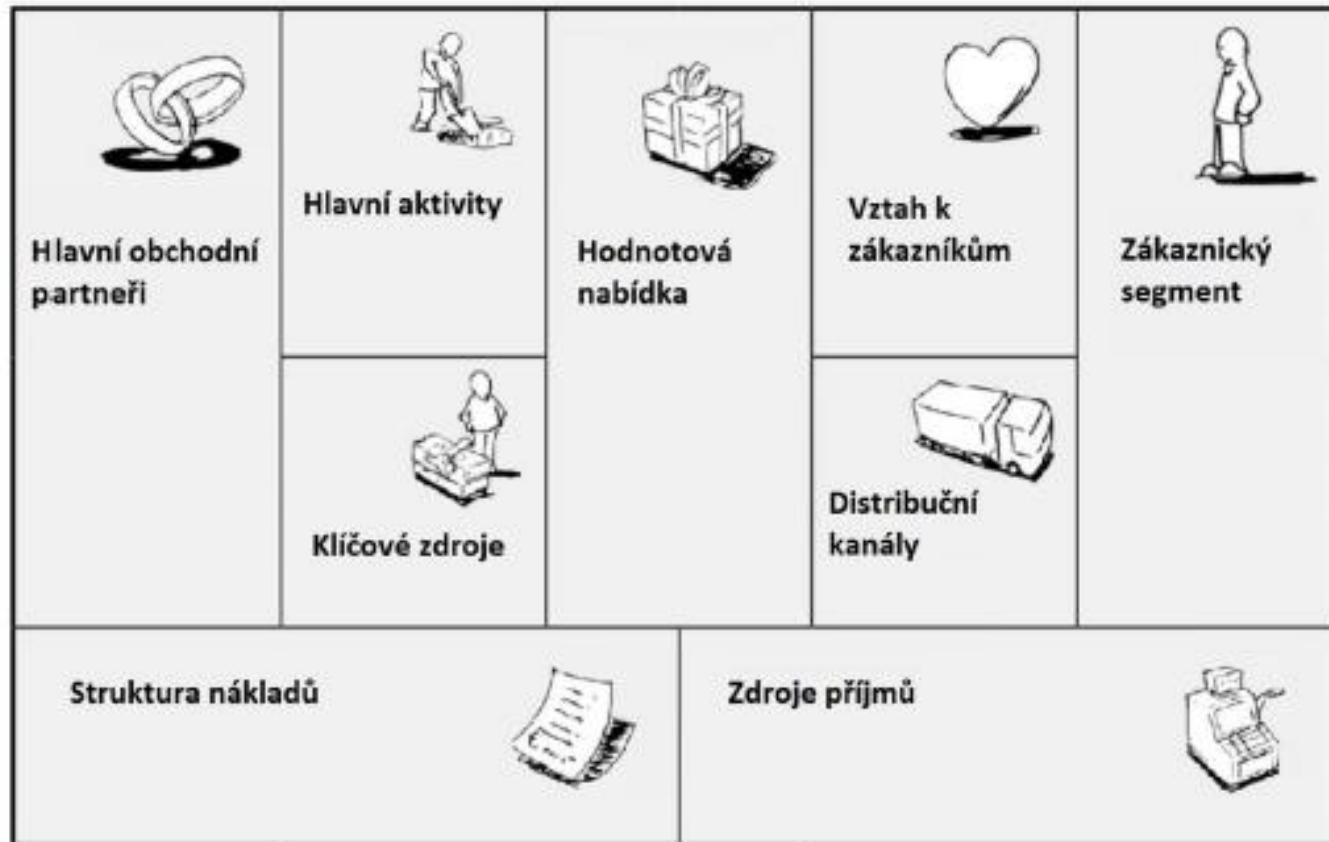 Hlavní obchodní
partneři
Hlavní aktivity
Klíčové zdroje
Hodnotová
nabídka
Vztah k
zákazníkům
Distribuční
kanály
Zákaznický
segment
Struktura nákladů
Zdroje příjmů